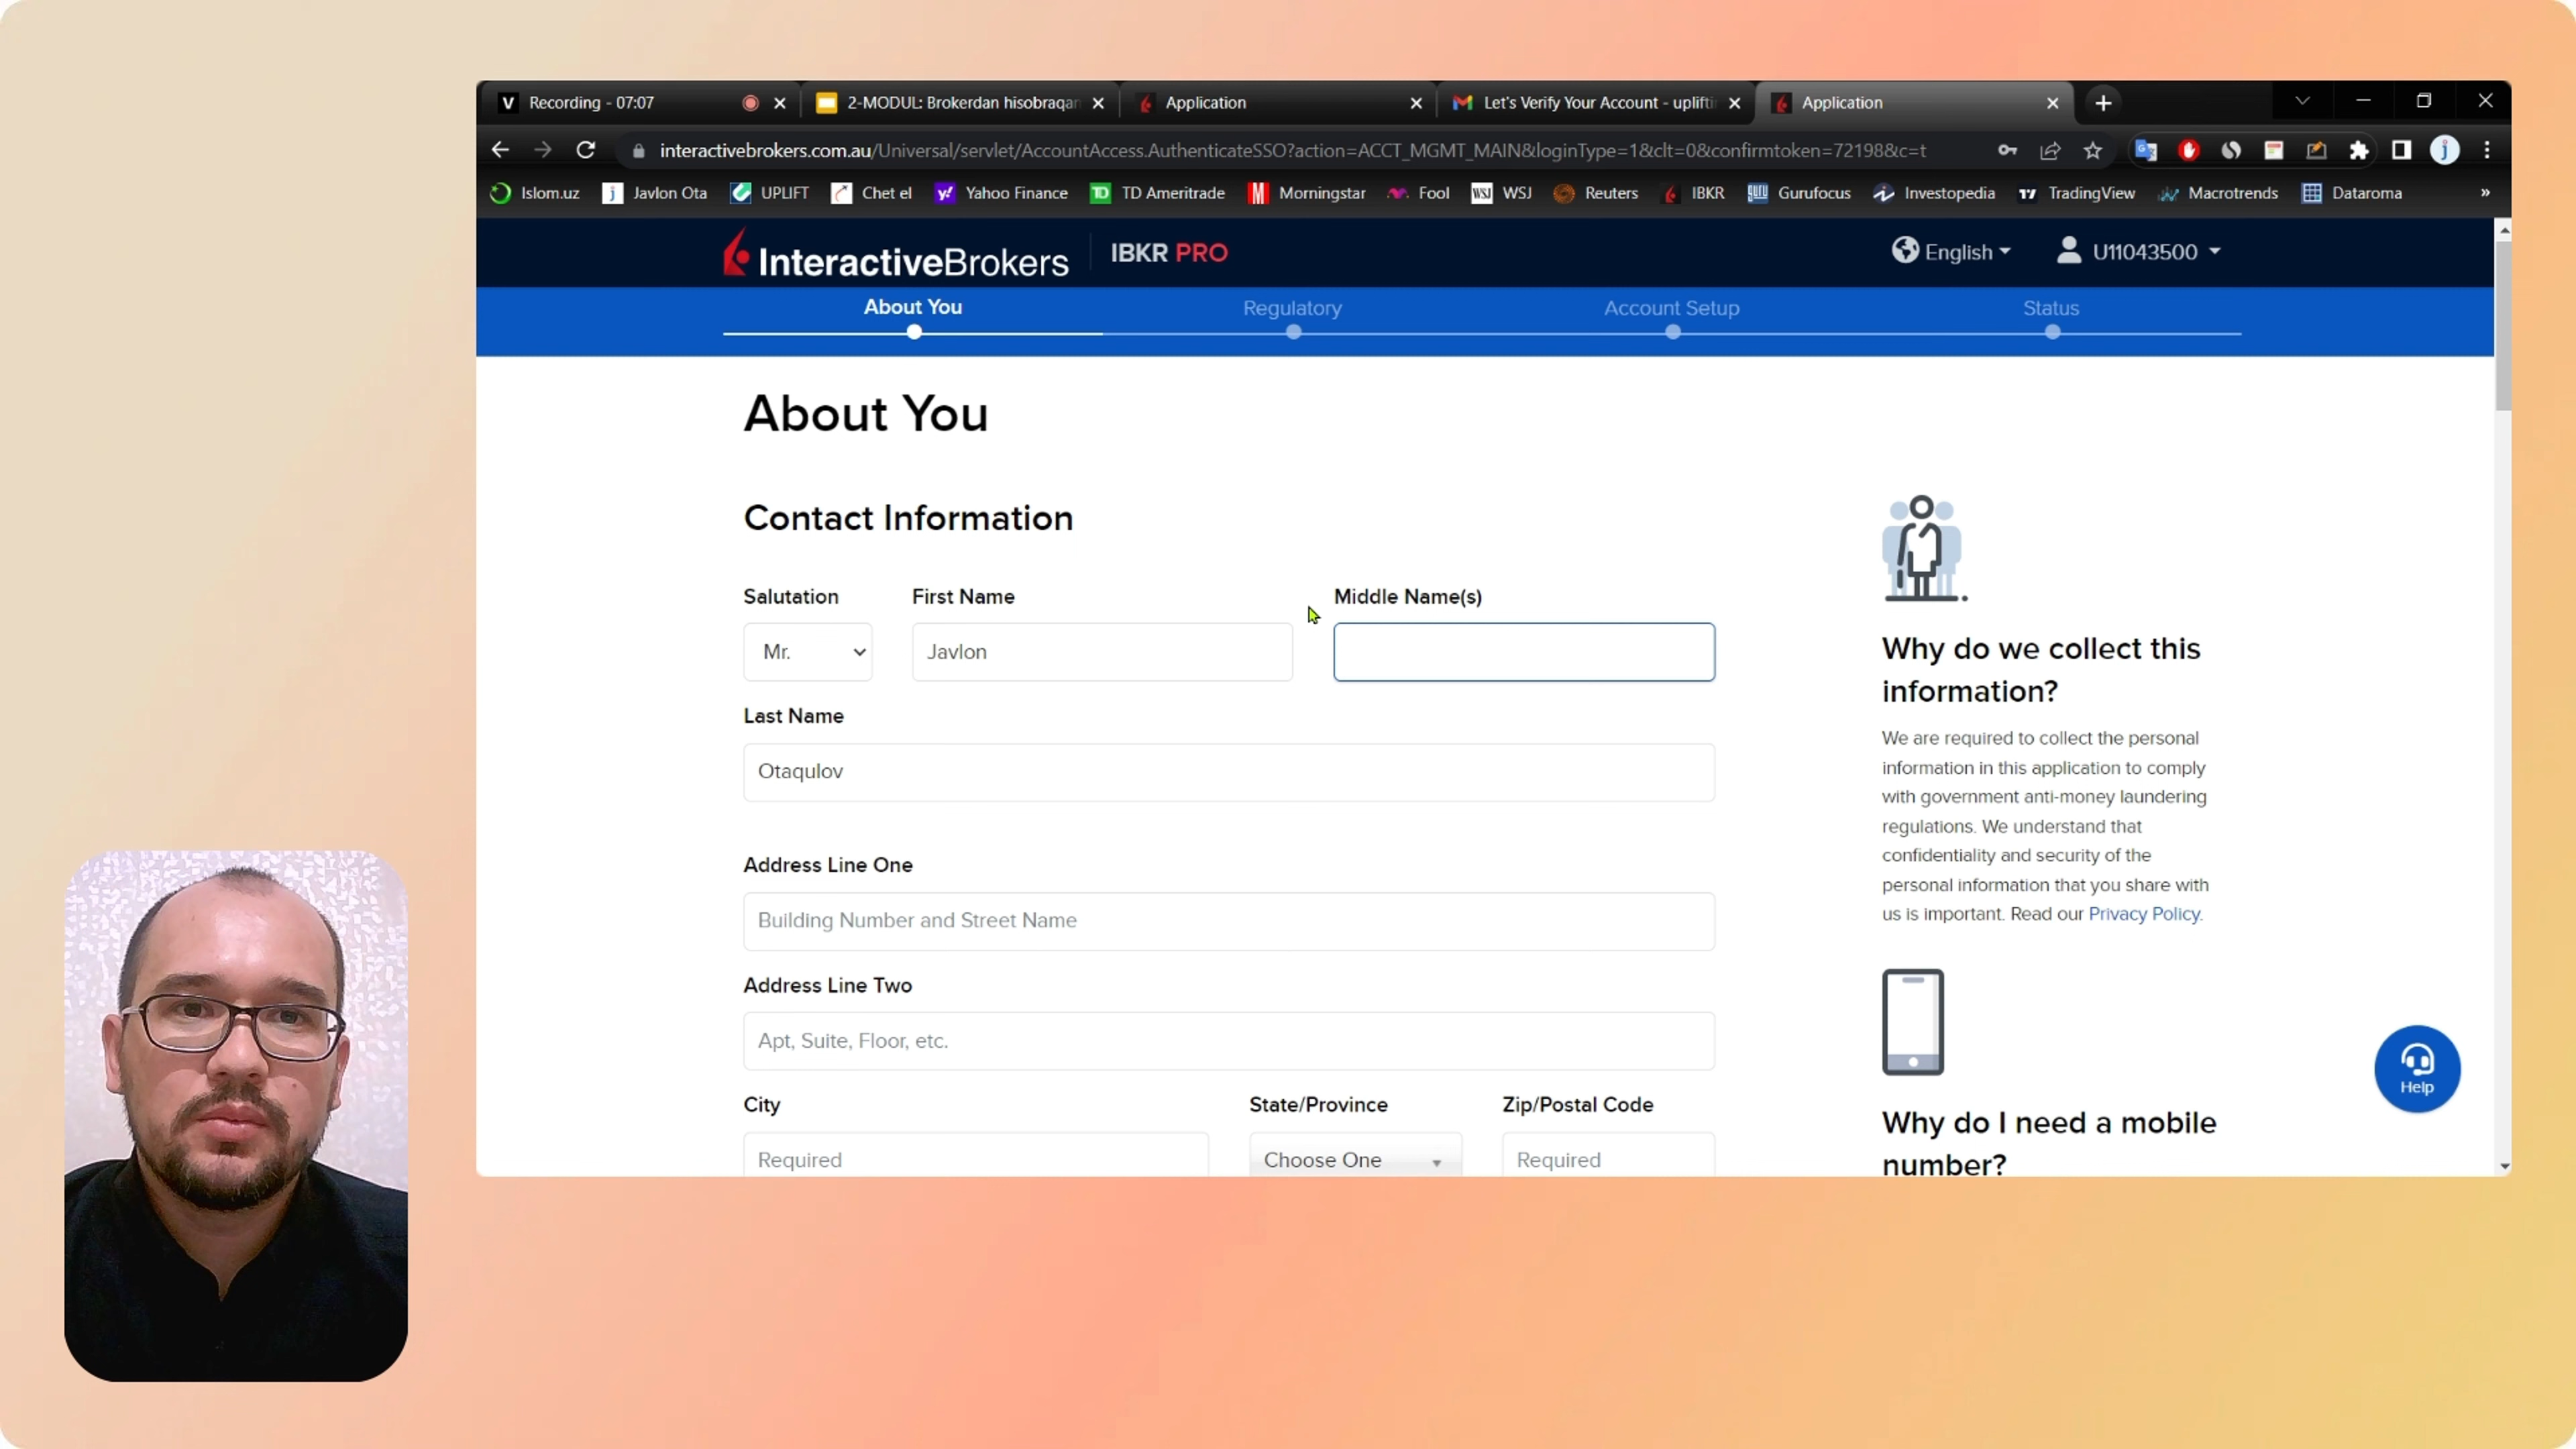 Recording - 07:07
2-MODUL: Brokerdan hisobraqan
Application
Let's Verify Your Account - uplifti
Application
interactivebrokers.com.au/Universal/servlet/AccountAccess.AuthenticateSSO?action=ACCT_MGMT_MAIN&loginType=1&clt=0&confirmtoken=72198&c=t
Islom.uz
Javlon Ota
UPLIFT
Chet el
Yahoo Finance
TD Ameritrade
Morningstar
Fool
WSJ
Reuters
IBKR
Gurufocus
Investopedia
TradingView
Macrotrends
Dataroma
InteractiveBrokers
IBKR PRO
English
U11043500
About You
Regulatory
Account Setup
Status
About You
Contact Information
Salutation
First Name
Middle Name(s)
Mr.
Javlon
Last Name
Otaqulov
Address Line One
Building Number and Street Name
Address Line Two
Apt, Suite, Floor, etc.
City
State/Province
Zip/Postal Code
Required
Choose One
Required
Why do we collect this
information?
We are required to collect the personal
information in this application to comply
with government anti-money laundering
regulations. We understand that
confidentiality and security of the
personal information that you share with
us is important. Read our Privacy Policy.
Why do I need a mobile
number?
Help